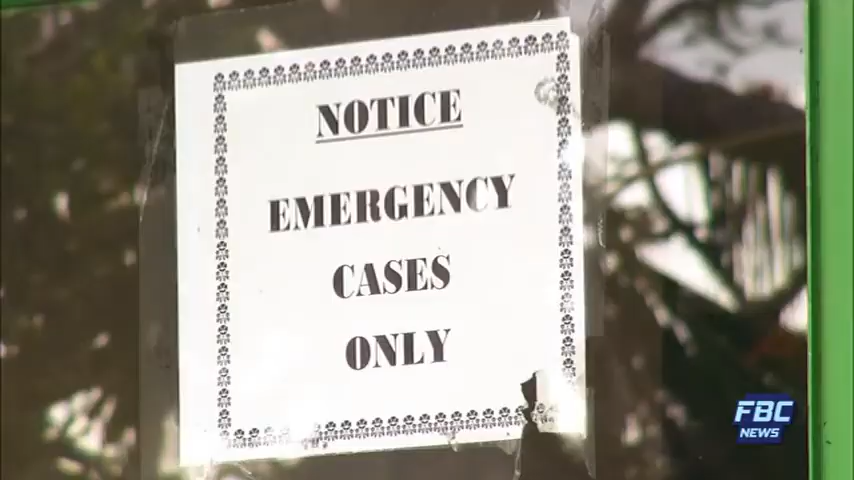 NOTICE
EMERGENCY
CASES
ONLY
FBC
NEWS